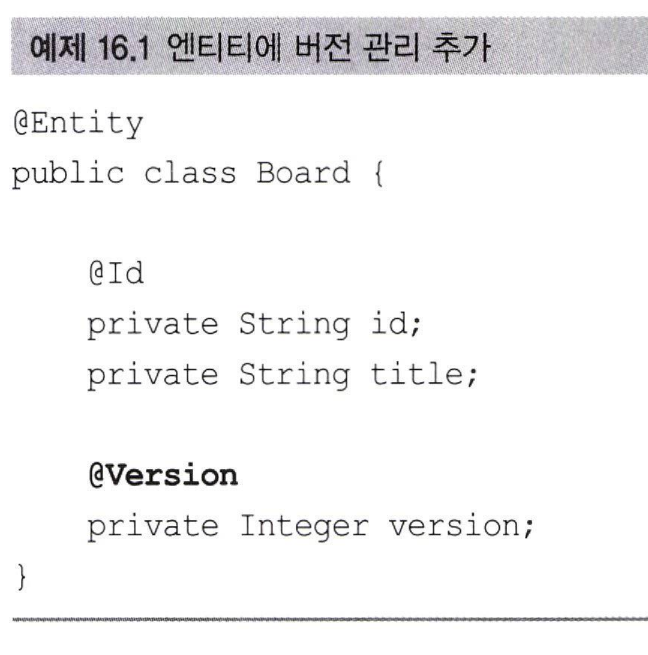 예제 16.1 엔티티에 버전 관리 추가
@Entity
public class Board {
@Id
private String id;
private String title;
@Version
private Integer version;
}